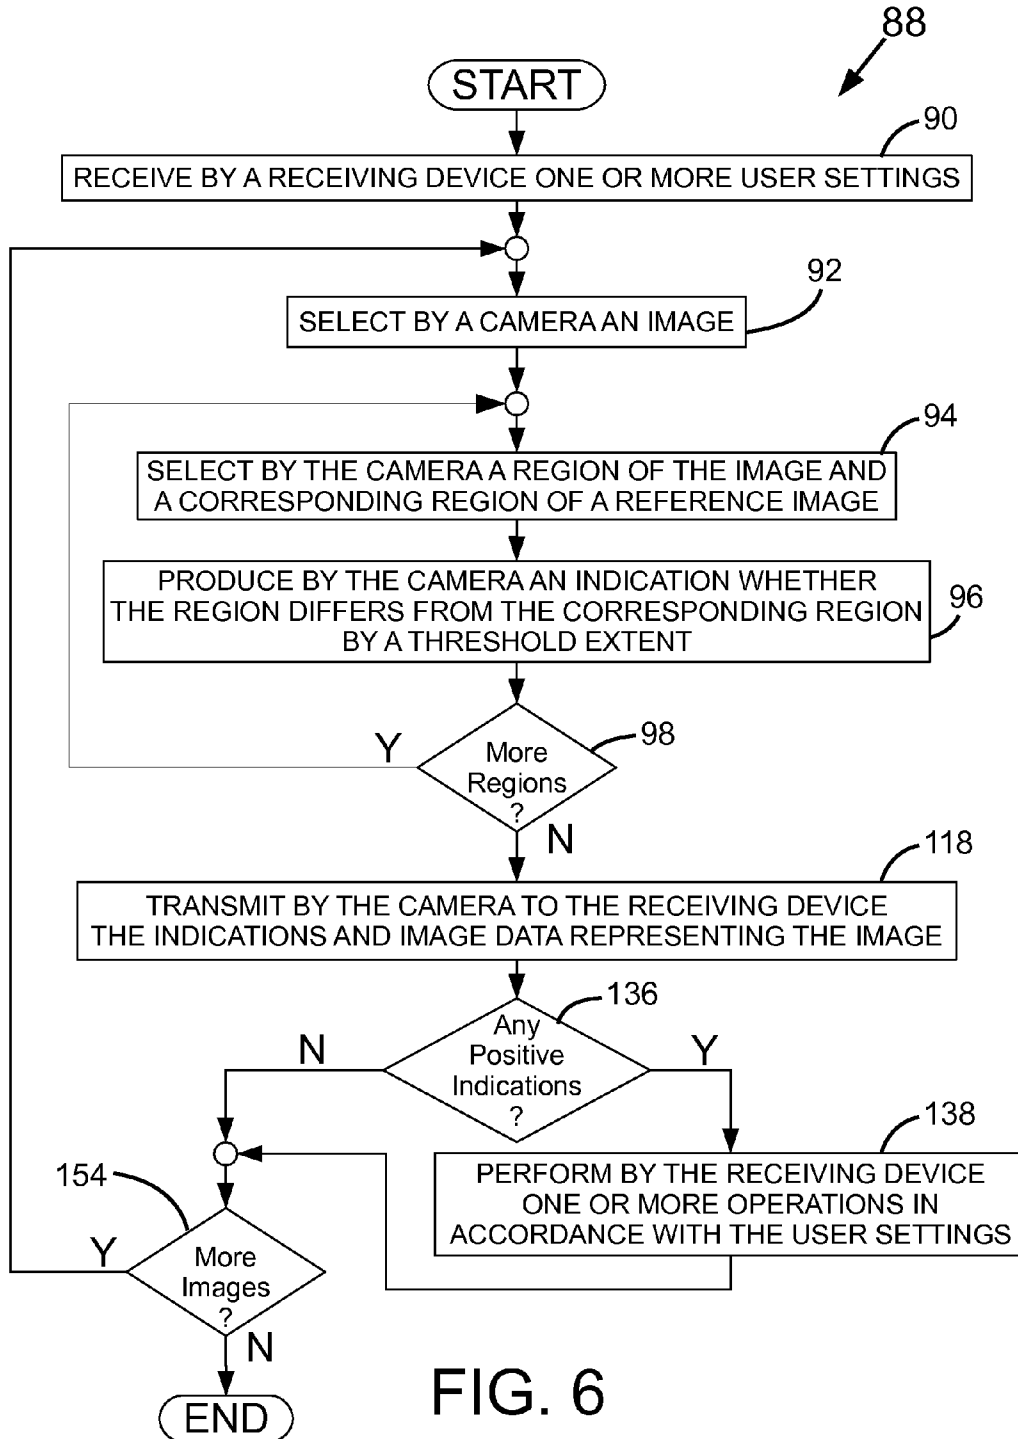 88
START
90
RECEIVE BY A RECEIVING DEVICE ONE OR MORE USER SETTINGS
92
SELECT BY A CAMERA AN IMAGE
94
SELECT BY THE CAMERA A REGION OF THE IMAGE AND
A CORRESPONDING REGION OF A REFERENCE IMAGE
PRODUCE BY THE CAMERA AN INDICATION WHETHER
THE REGION DIFFERS FROM THE CORRESPONDING REGION
BY A THRESHOLD EXTENT
96
98
Y
More
Regions
?
N
118
TRANSMIT BY THE CAMERA TO THE RECEIVING DEVICE
THE INDICATIONS AND IMAGE DATA REPRESENTING THE IMAGE
136
Any
Positive
Indications
?
N
Y
138
PERFORM BY THE RECEIVING DEVICE
ONE OR MORE OPERATIONS IN
ACCORDANCE WITH THE USER SETTINGS
154
Y
More
Images
?
N
END
FIG. 6